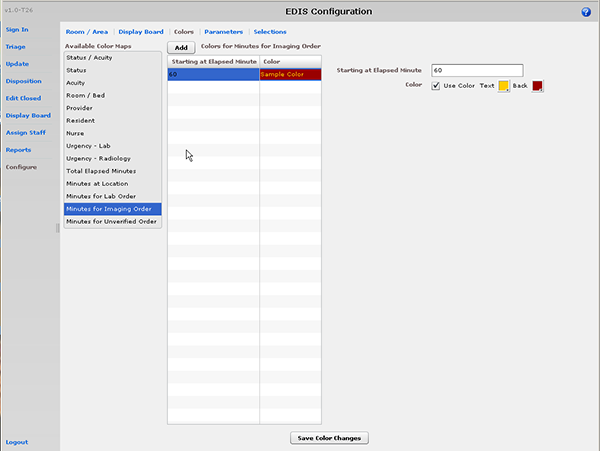 v1.0-T26
EDIS Configuration
?
Sign In
Triage
Update
Disposition
Edit Closed
Display Board
Assign Staff
Reports
Configure
Logout
Room / Area Display Board Colors Parameters Selections
Available Color Maps
Status / Acuity
Status
Acuity
Room / Bed
Provider
Resident
Nurse
Urgency - Lab
Urgency - Radiology
Total Elapsed Minutes
Minutes at Location
Minutes for Lab Order
Minutes for Imaging Order
Minutes for Unverified Order
Add Colors for Minutes for Imaging Order
Starting at Elapsed Minute Color
60 Sample Color
Starting at Elapsed Minute 60
Color Use Color Text Back
Save Color Changes